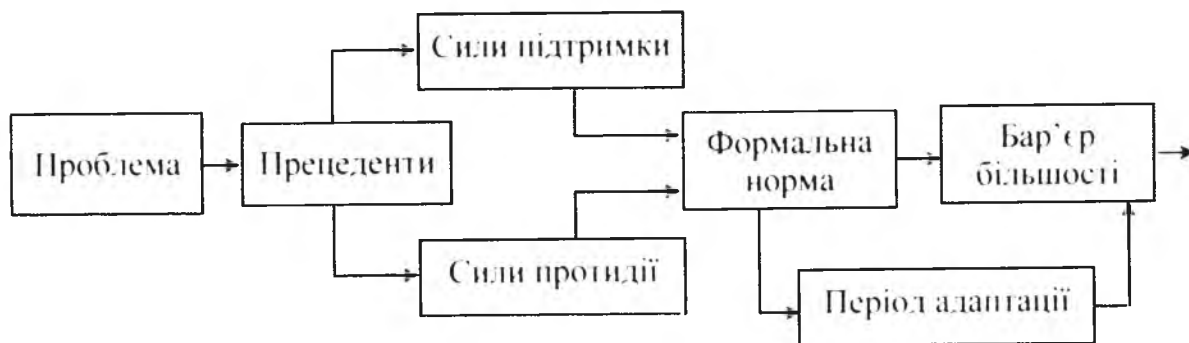 Проблема
Прецеденти
Сили підтримки
Сили протидії
Формальна
норма
Бар’єр
більшості
Період адаптації